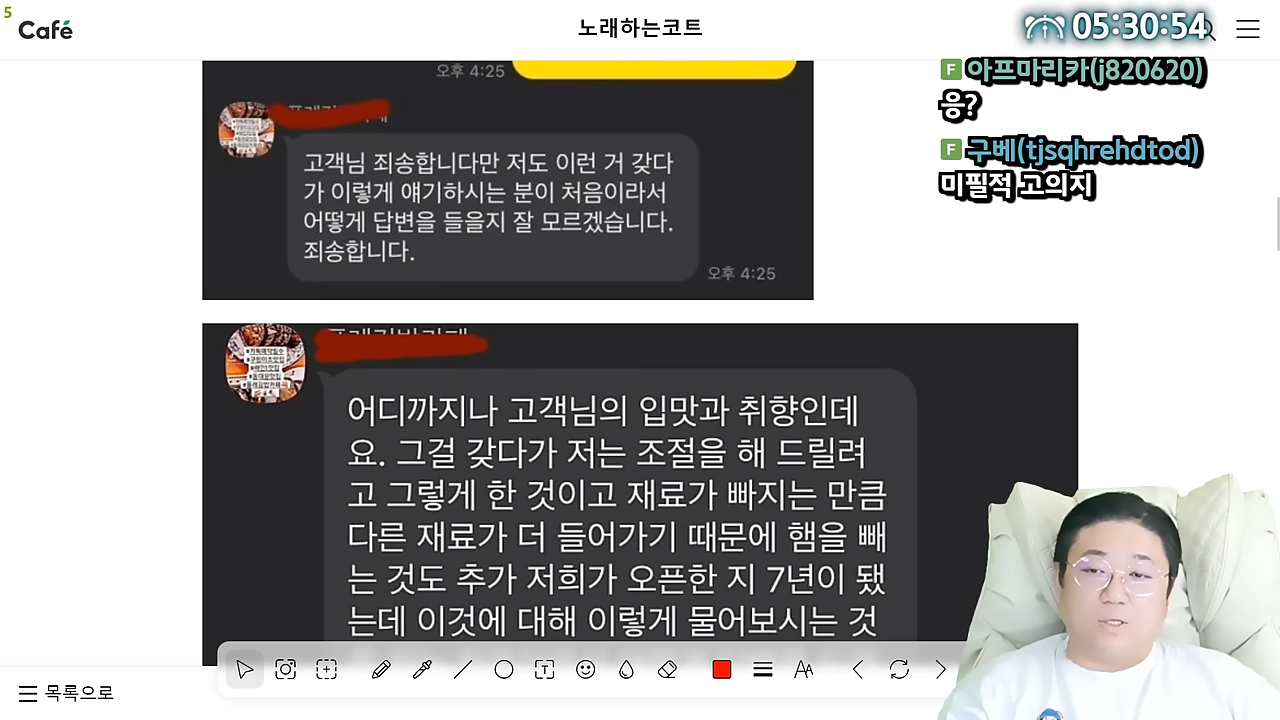 5
Café
노래하는코트
05:30:54
오후 4:25
F 아프마리카(j820620)
응?
F 구베(tjsqhrehdtod)
미필적 고의지
고객님 죄송합니다만 저도 이런 거 갖다
가 이렇게 얘기하시는 분이 처음이라서
어떻게 답변을 들을지 잘 모르겠습니다.
죄송합니다.
오후 4:25
어디까지나 고객님의 입맛과 취향인데
요. 그걸 갖다가 저는 조절을 해 드릴려
고 그렇게 한 것이고 재료가 빠지는 만큼
다른 재료가 더 들어가기 때문에 햄을 빼
는 것도 추가 저희가 오픈한 지 7년이 됐
는데 이것에 대해 이렇게 물어보시는 것
목록으로